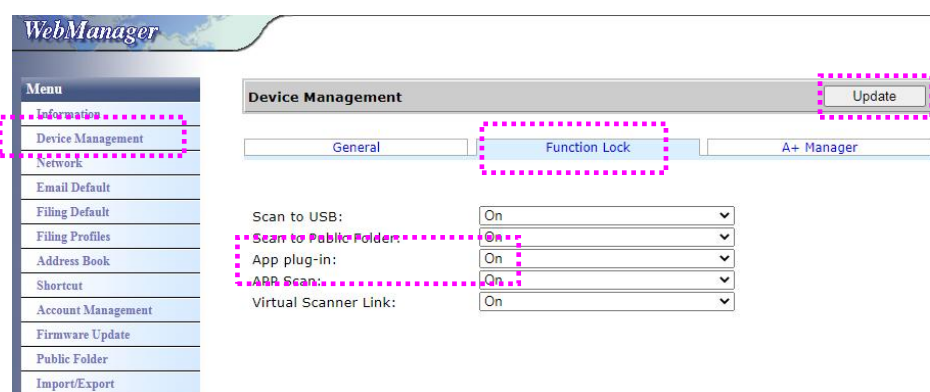 WebManager
Menu
Information
Device Management
Network
Email Default
Filing Default
Filing Profiles
Address Book
Shortcut
Account Management
Firmware Update
Public Folder
Import/Export
Device Management
Update
General
Function Lock
A+ Manager
Scan to USB: On
Scan to Public Folder: On
App plug-in: On
APP Scan: On
Virtual Scanner Link: On